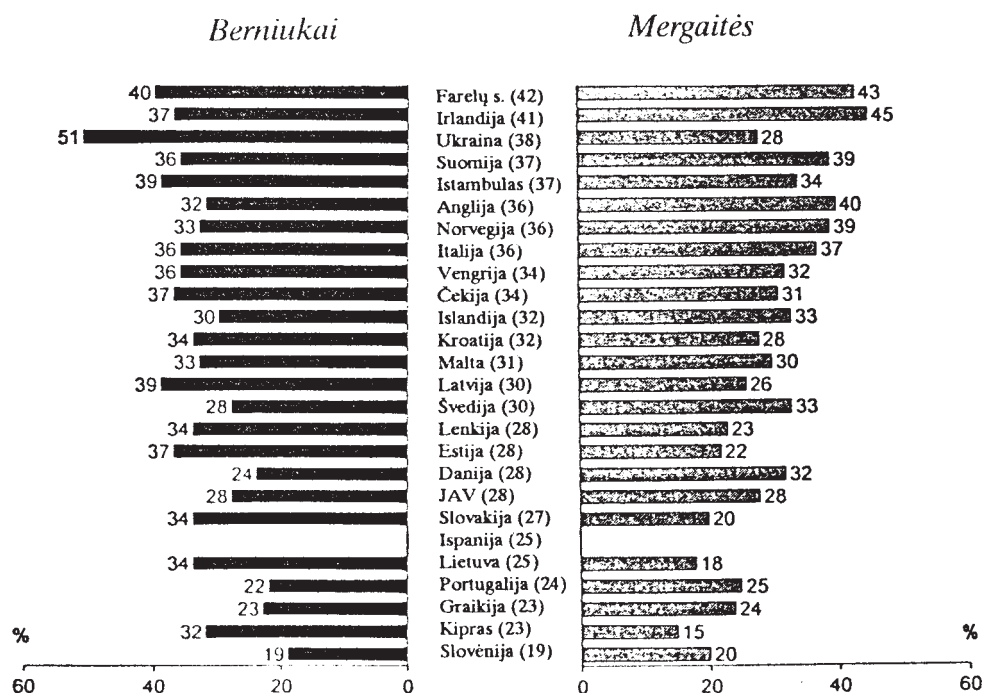 Berniukai Mergaitės
40 Farelų s. (42) 43
37 Irlandija (41) 45
51 Ukraina (38) 28
36 Suomija (37) 39
39 Istambulas (37) 34
32 Anglija (36) 40
33 Norvegija (36) 39
36 Italija (36) 37
36 Vengrija (34) 32
37 Čekija (34) 31
30 Islandija (32) 33
34 Kroatija (32) 28
33 Malta (31) 30
39 Latvija (30) 26
28 Švedija (30) 33
34 Lenkija (28) 23
37 Estija (28) 22
24 Danija (28) 32
28 JAV (28) 28
34 Slovakija (27) 20
Ispanija (25)
34 Lietuva (25) 18
22 Portugalija (24) 25
23 Graikija (23) 24
% 32 Kipras (23) 15 %
19 Slovėnija (19) 20
60 40 20 0 0 20 40 60